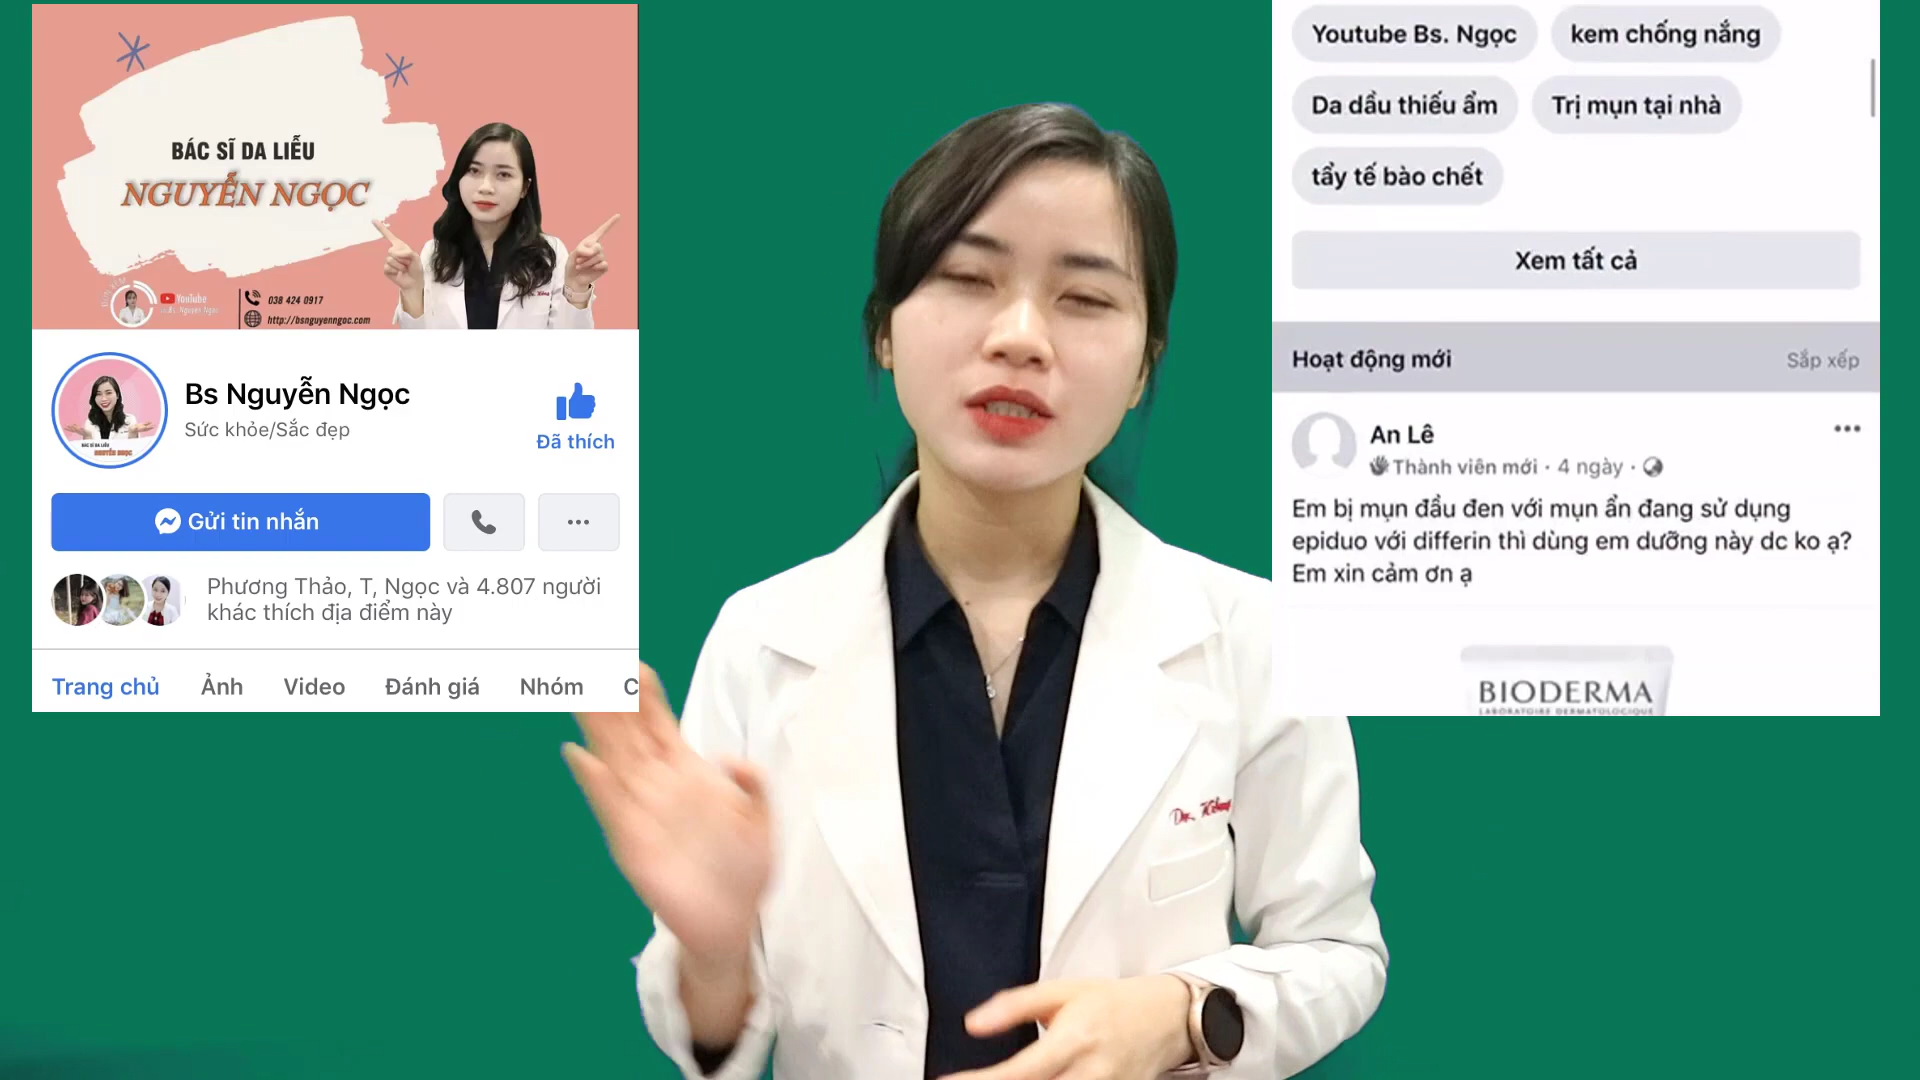 BÁC SĨ DA LIỄU
NGUYỄN NGỌC
YouTube
038 424 0917
http://bsnguyenngoc.com
Bs Nguyễn Ngọc
Sức khỏe/Sắc đẹp
Đã thích
Gửi tin nhắn
Phương Thảo, T, Ngọc và 4.807 người
khác thích địa điểm này
Trang chủ
Ảnh
Video
Đánh giá
Nhóm
C
Dr.
Youtube Bs. Ngọc
kem chống nắng
Da dầu thiếu ẩm
Trị mụn tại nhà
tẩy tế bào chết
Xem tất cả
Hoạt động mới
Sắp xếp
An Lê
Thành viên mới · 4 ngày ·
Em bị mụn đầu đen với mụn ẩn đang sử dụng
epiduo với differin thì dùng em dưỡng này dc ko ạ?
Em xin cảm ơn ạ
BIODERMA
LABORATOIRE DERMATOLOGIQUE